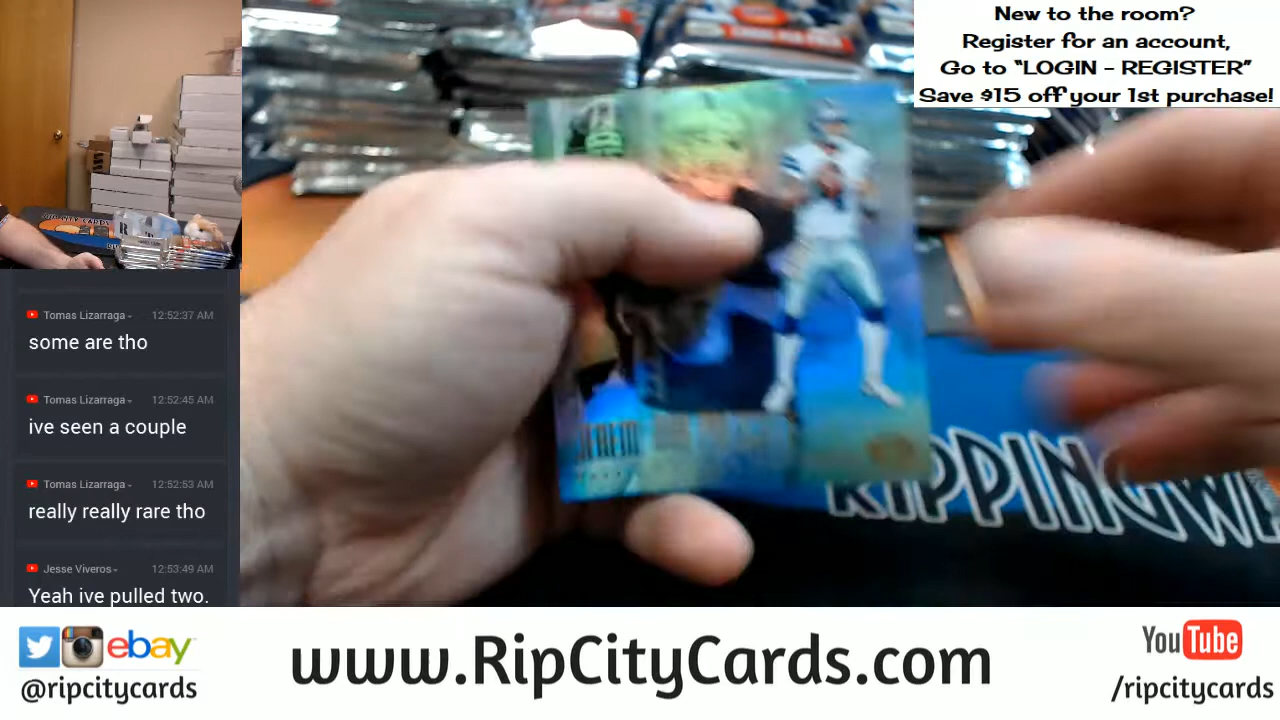 New to the room?
Register for an account,
Go to “LOGIN - REGISTER”
Save $15 off your 1st purchase!
Tomas Lizarraga 12:52:37 AM
some are tho
Tomas Lizarraga 12:52:45 AM
ive seen a couple
Tomas Lizarraga 12:52:53 AM
really really rare tho
Jesse Viveros 12:53:49 AM
Yeah ive pulled two.
RIPPINGW
ebay
@ripcitycards
www.RipCityCards.com
YouTube
/ripcitycards